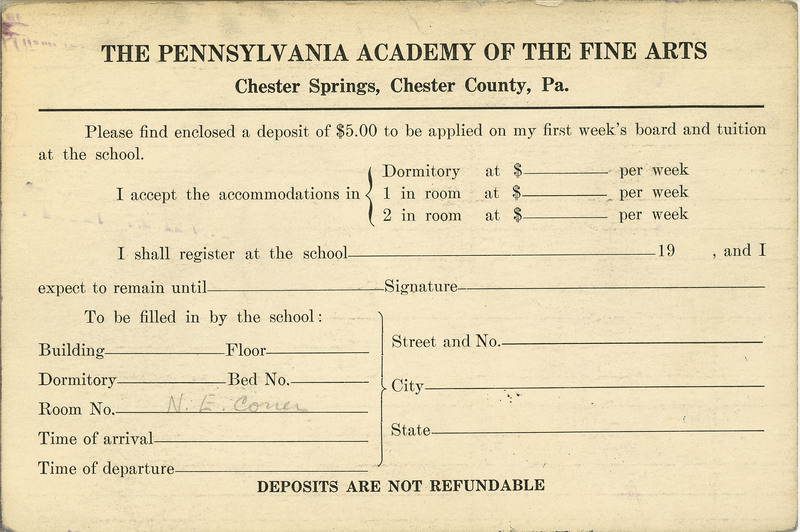 THE PENNSYLVANIA ACADEMY OF THE FINE ARTS
Chester Springs, Chester County, Pa.
Please find enclosed a deposit of $5.00 to be applied on my first week's board and tuition
at the school.
I accept the accommodations in
Dormitory at $ per week
1 in room at $ per week
2 in room at $ per week
I shall register at the school 19 , and I
expect to remain until Signature
To be filled in by the school:
Building Floor
Dormitory Bed No.
Room No. N. E. Corner
Time of arrival
Time of departure
Street and No.
City
State
DEPOSITS ARE NOT REFUNDABLE